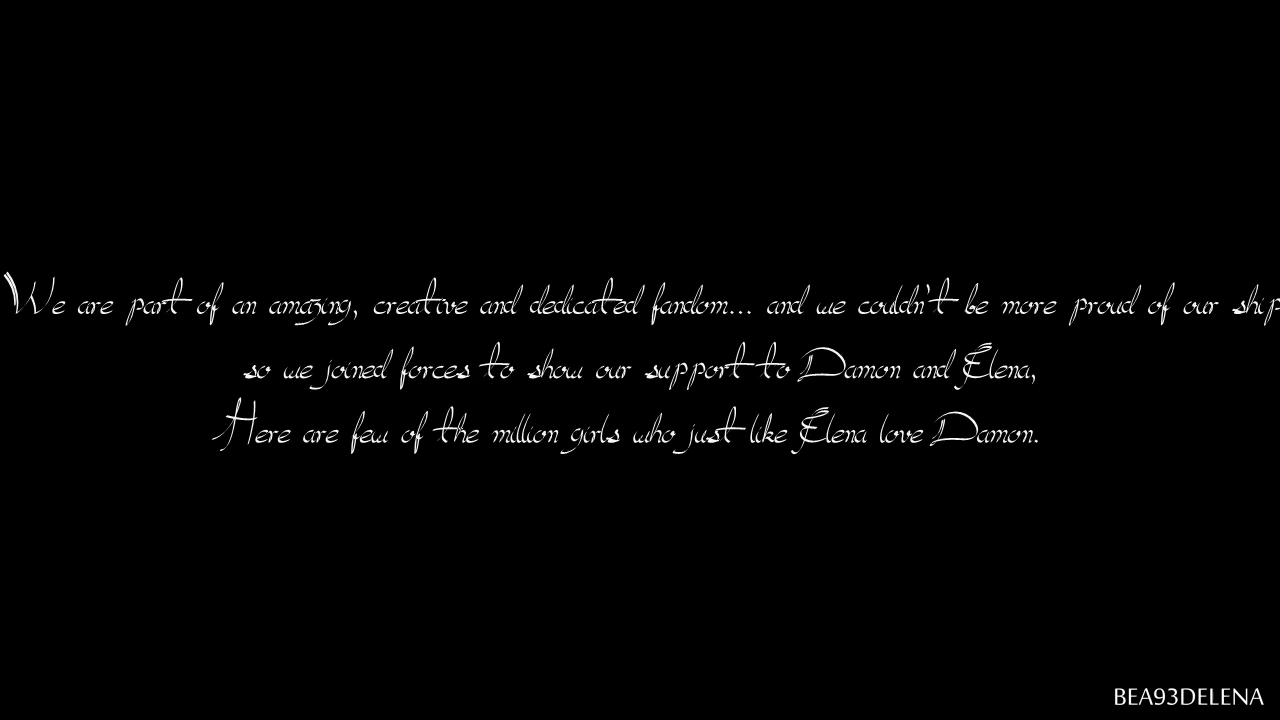 We are part of an amazing, creative and dedicated fandom... and we couldn't be more proud of our ship
so we joined forces to show our support to Damon and Elena,
Here are few of the million girls who just like Elena love Damon.
BEA93DELENA